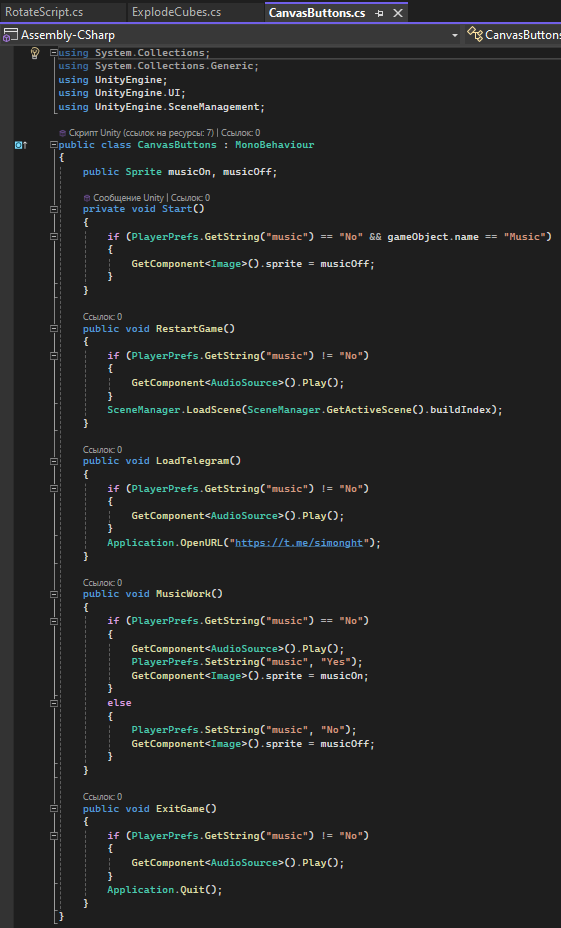 RotateScript.cs ExplodeCubes.cs CanvasButtons.cs
Assembly-CSharp CanvasButtons
using System.Collections;
using System.Collections.Generic;
using UnityEngine;
using UnityEngine.UI;
using UnityEngine.SceneManagement;
Скрипт Unity (ссылок на ресурсы: 7) | Ссылок: 0
public class CanvasButtons : MonoBehaviour
{
public Sprite musicOn, musicOff;
Сообщение Unity | Ссылок: 0
private void Start()
{
if (PlayerPrefs.GetString("music") == "No" && gameObject.name == "Music")
{
GetComponent<Image>().sprite = musicOff;
}
}
Ссылок: 0
public void RestartGame()
{
if (PlayerPrefs.GetString("music") != "No")
{
GetComponent<AudioSource>().Play();
}
SceneManager.LoadScene(SceneManager.GetActiveScene().buildIndex);
}
Ссылок: 0
public void LoadTelegram()
{
if (PlayerPrefs.GetString("music") != "No")
{
GetComponent<AudioSource>().Play();
}
Application.OpenURL("https://t.me/simonght");
}
Ссылок: 0
public void MusicWork()
{
if (PlayerPrefs.GetString("music") == "No")
{
GetComponent<AudioSource>().Play();
PlayerPrefs.SetString("music", "Yes");
GetComponent<Image>().sprite = musicOn;
}
else
{
PlayerPrefs.SetString("music", "No");
GetComponent<Image>().sprite = musicOff;
}
}
Ссылок: 0
public void ExitGame()
{
if (PlayerPrefs.GetString("music") != "No")
{
GetComponent<AudioSource>().Play();
}
Application.Quit();
}
}